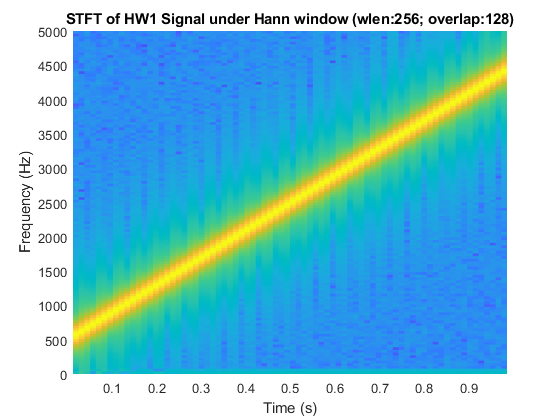 STFT of HW1 Signal under Hann window (wlen:256; overlap:128)
5000
4500
4000
3500
3000
2500
2000
1500
1000
500
0
Frequency (Hz)
0.1 0.2 0.3 0.4 0.5 0.6 0.7 0.8 0.9
Time (s)